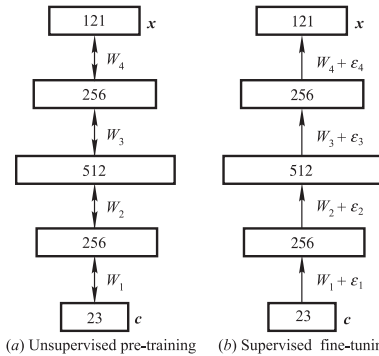 121 x
W4
256
W3
512
W2
256
W1
23 c
(a) Unsupervised pre-training
121 x
W4 + ε4
256
W3 + ε3
512
W2 + ε2
256
W1 + ε1
23 c
(b) Supervised fine-tunin